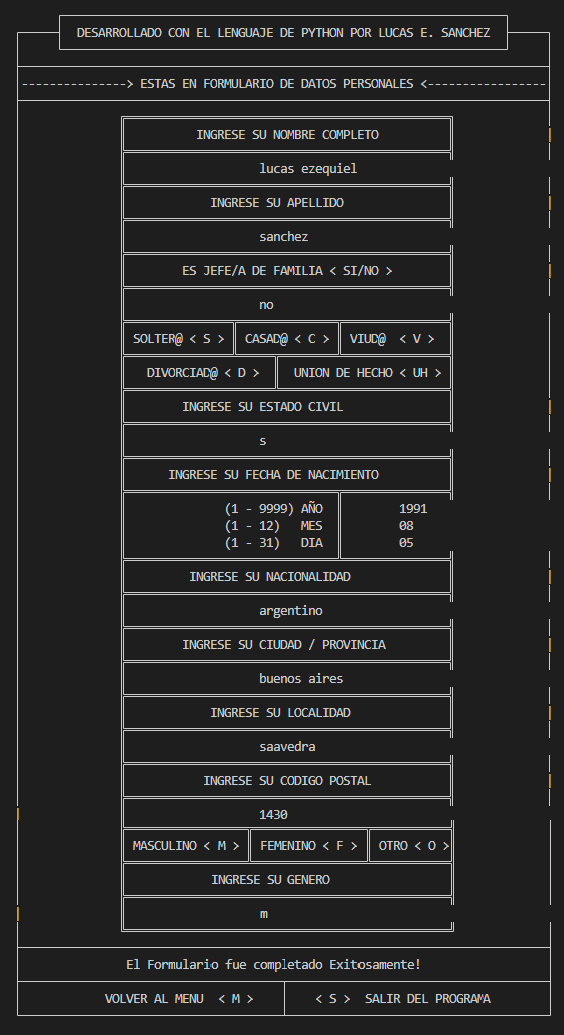 DESARROLLADO CON EL LENGUAJE DE PYTHON POR LUCAS E. SANCHEZ
---------------> ESTAS EN FORMULARIO DE DATOS PERSONALES <-----------------
INGRESE SU NOMBRE COMPLETO
lucas ezequiel
INGRESE SU APELLIDO
sanchez
ES JEFE/A DE FAMILIA < SI/NO >
no
SOLTER@ < S > CASAD@ < C > VIUD@  < V >
DIVORCIAD@ < D > UNION DE HECHO < UH >
INGRESE SU ESTADO CIVIL
s
INGRESE SU FECHA DE NACIMIENTO
(1 - 9999) AÑO 1991
(1 - 12)   MES 08
(1 - 31)   DIA 05
INGRESE SU NACIONALIDAD
argentino
INGRESE SU CIUDAD / PROVINCIA
buenos aires
INGRESE SU LOCALIDAD
saavedra
INGRESE SU CODIGO POSTAL
1430
MASCULINO < M > FEMENINO < F > OTRO < O >
INGRESE SU GENERO
m
El Formulario fue completado Exitosamente!
VOLVER AL MENU  < M > < S >  SALIR DEL PROGRAMA